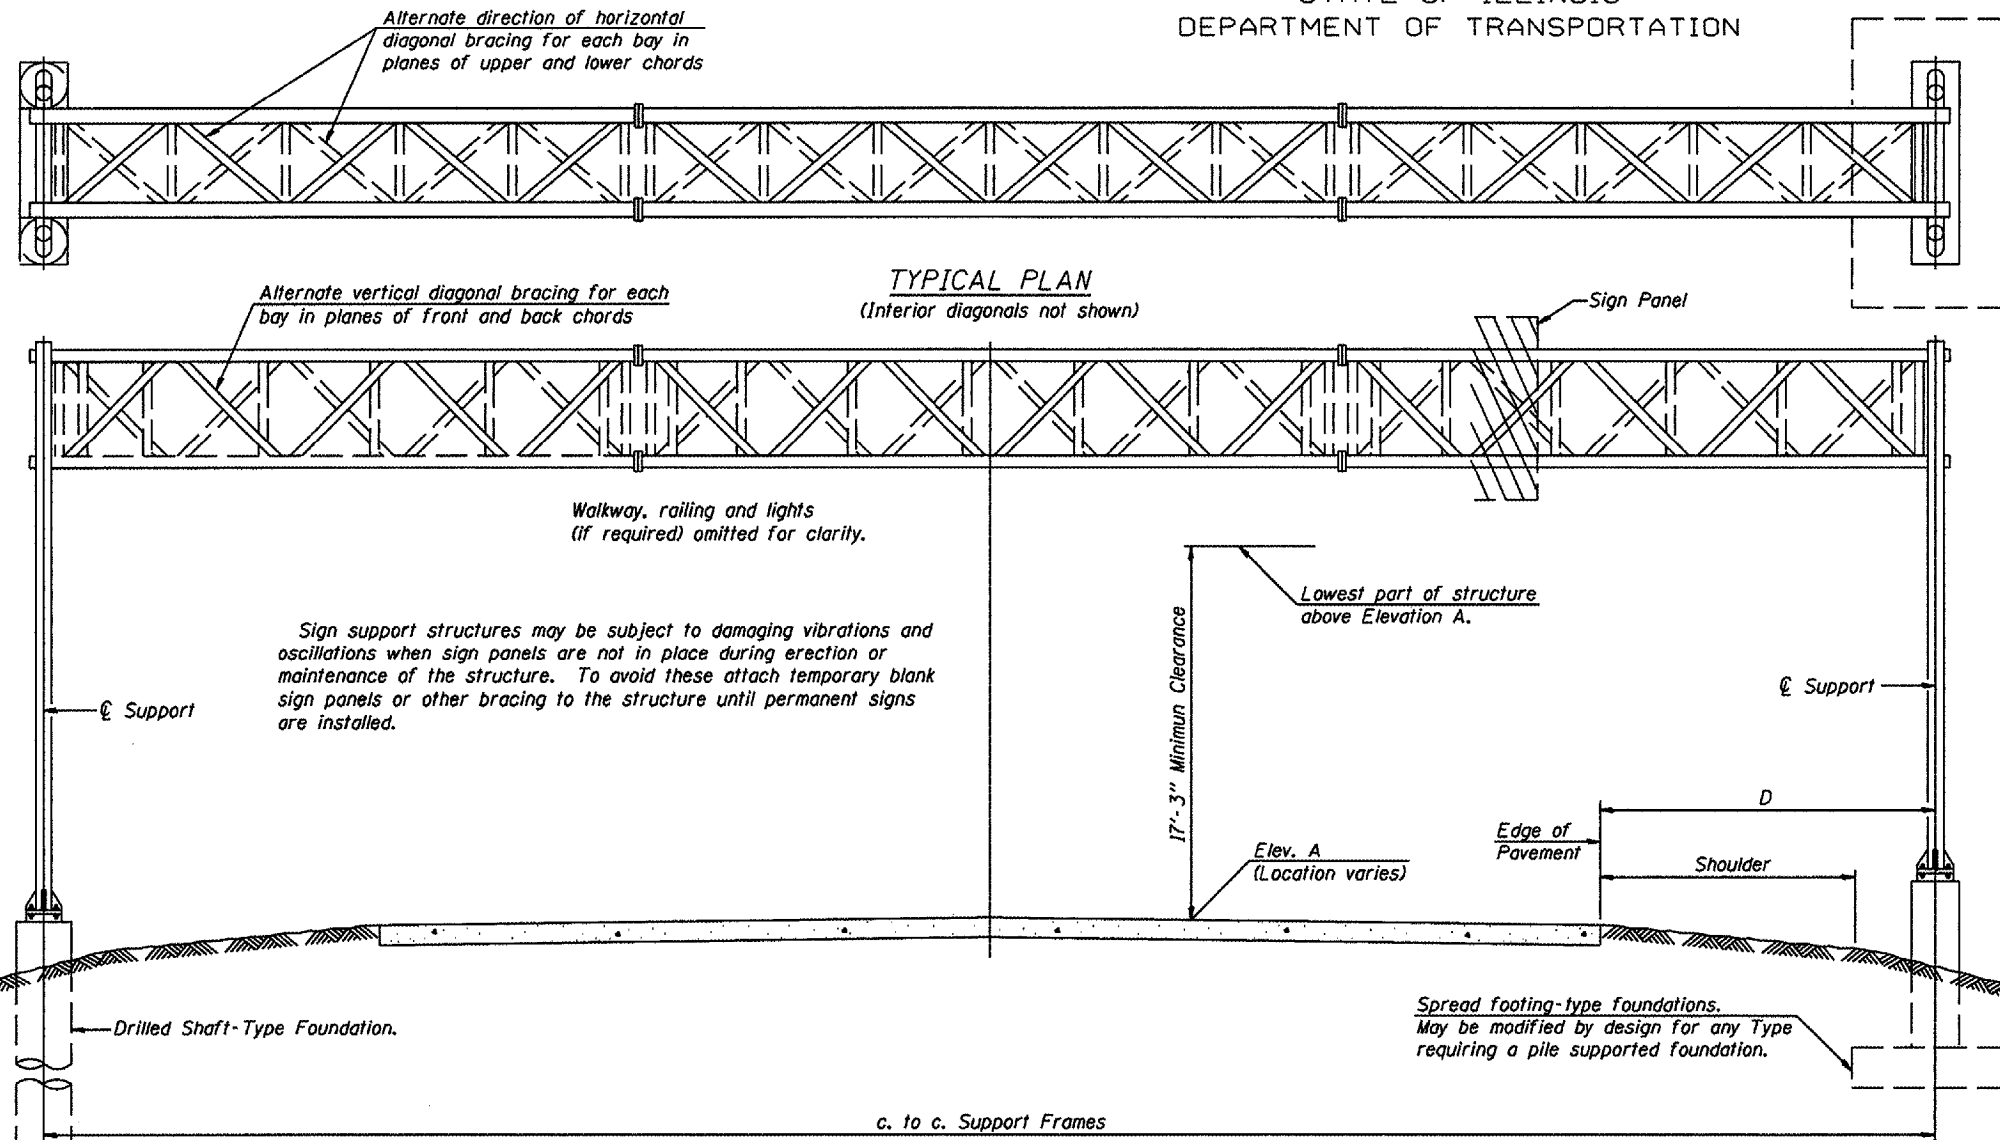 STATE OF ILLINOIS
DEPARTMENT OF TRANSPORTATION
Alternate direction of horizontal
diagonal bracing for each bay in
planes of upper and lower chords
TYPICAL PLAN
(Interior diagonals not shown)
Alternate vertical diagonal bracing for each
bay in planes of front and back chords
Sign Panel
Walkway, railing and lights
(if required) omitted for clarity.
Lowest part of structure
above Elevation A.
Sign support structures may be subject to damaging vibrations and
oscillations when sign panels are not in place during erection or
maintenance of the structure. To avoid these attach temporary blank
sign panels or other bracing to the structure until permanent signs
are installed.
17'-3" Minimun Clearance
℄ Support
℄ Support
D
Edge of
Pavement
Shoulder
Elev. A
(Location varies)
Drilled Shaft-Type Foundation.
Spread footing-type foundations.
May be modified by design for any Type
requiring a pile supported foundation.
c. to c. Support Frames